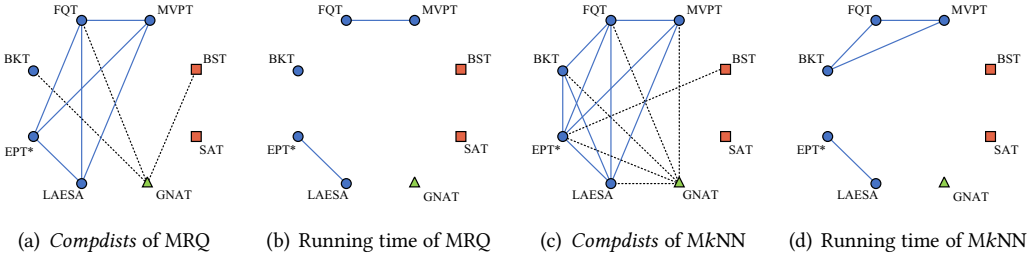 FQT MVPT
BKT BST
EPT* SAT
LAESA GNAT
(a) Compdists of MRQ
FQT MVPT
BKT BST
EPT* SAT
LAESA GNAT
(b) Running time of MRQ
FQT MVPT
BKT BST
EPT* SAT
LAESA GNAT
(c) Compdists of MkNN
FQT MVPT
BKT BST
EPT* SAT
LAESA GNAT
(d) Running time of MkNN